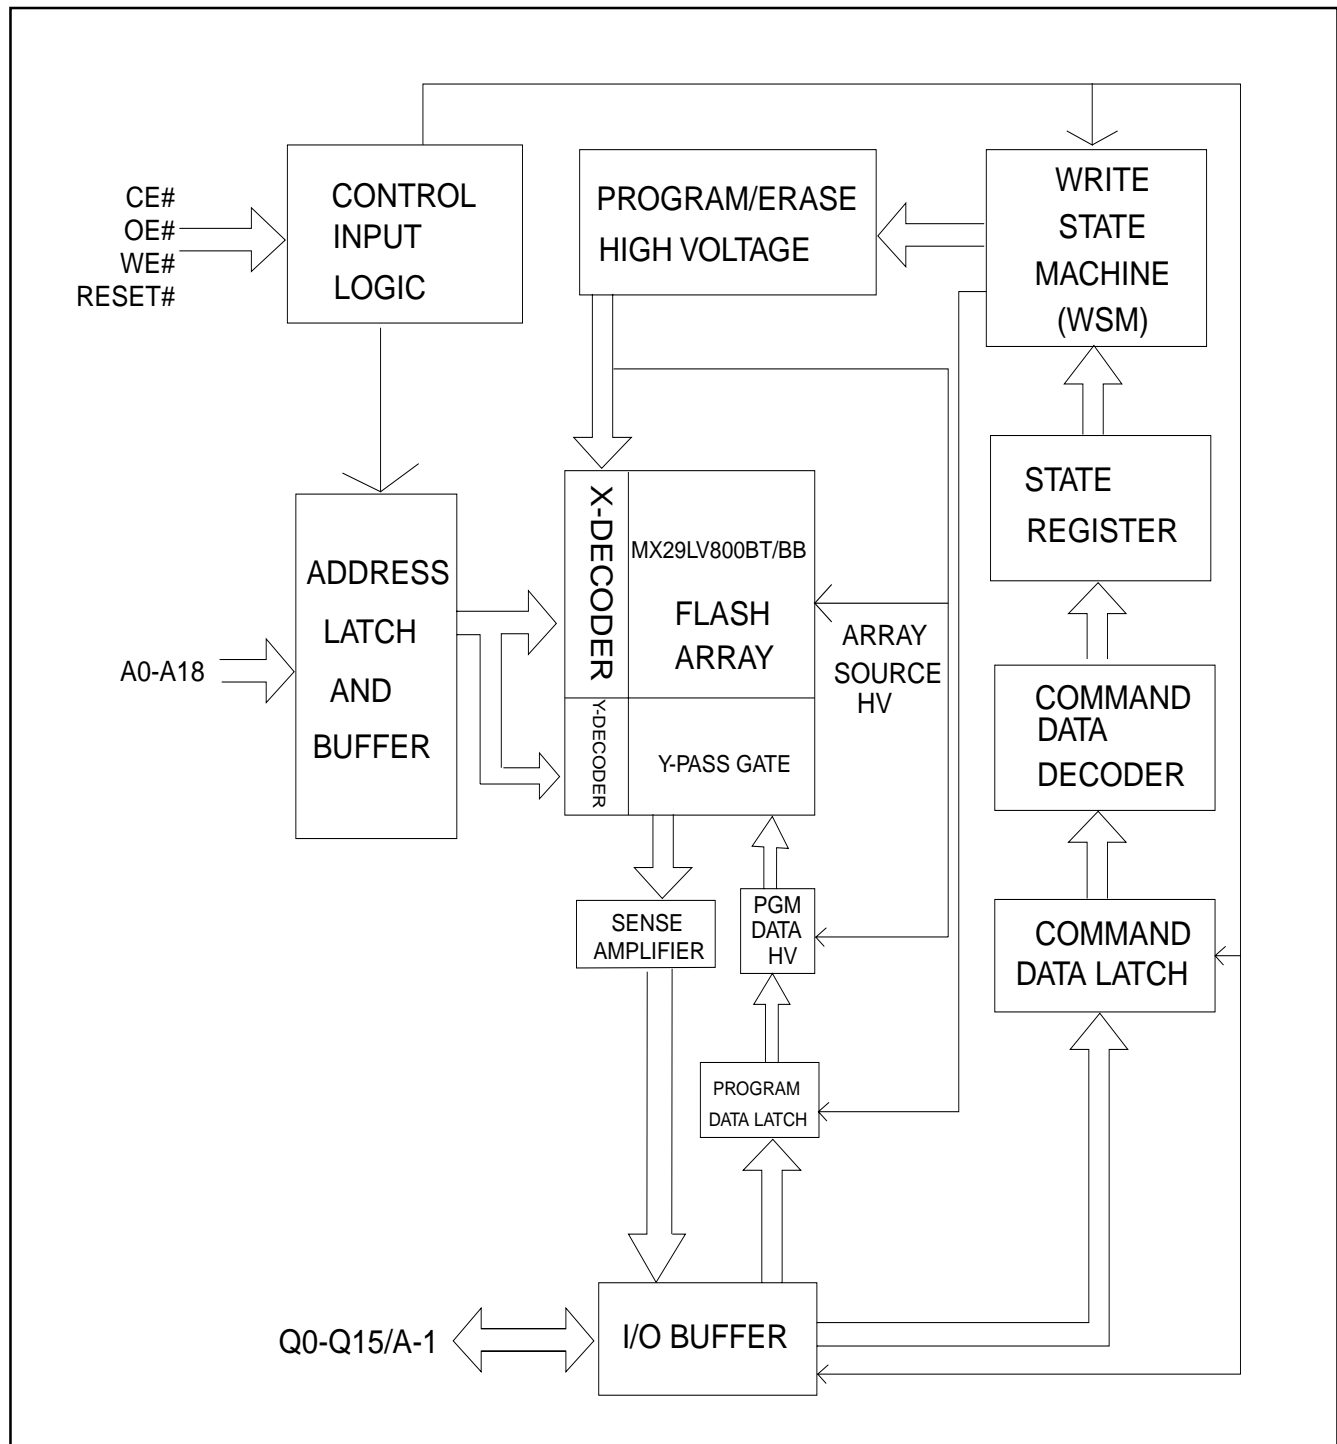 CE#
OE#
WE#
RESET#
CONTROL
INPUT
LOGIC
PROGRAM/ERASE
HIGH VOLTAGE
WRITE
STATE
MACHINE
(WSM)
STATE
REGISTER
A0-A18
ADDRESS
LATCH
AND
BUFFER
X-DECODER
MX29LV800BT/BB
FLASH
ARRAY
ARRAY
SOURCE
HV
Y-DECODER
Y-PASS GATE
COMMAND
DATA
DECODER
SENSE
AMPLIFIER
PGM
DATA
HV
COMMAND
DATA LATCH
PROGRAM
DATA LATCH
Q0-Q15/A-1
I/O BUFFER